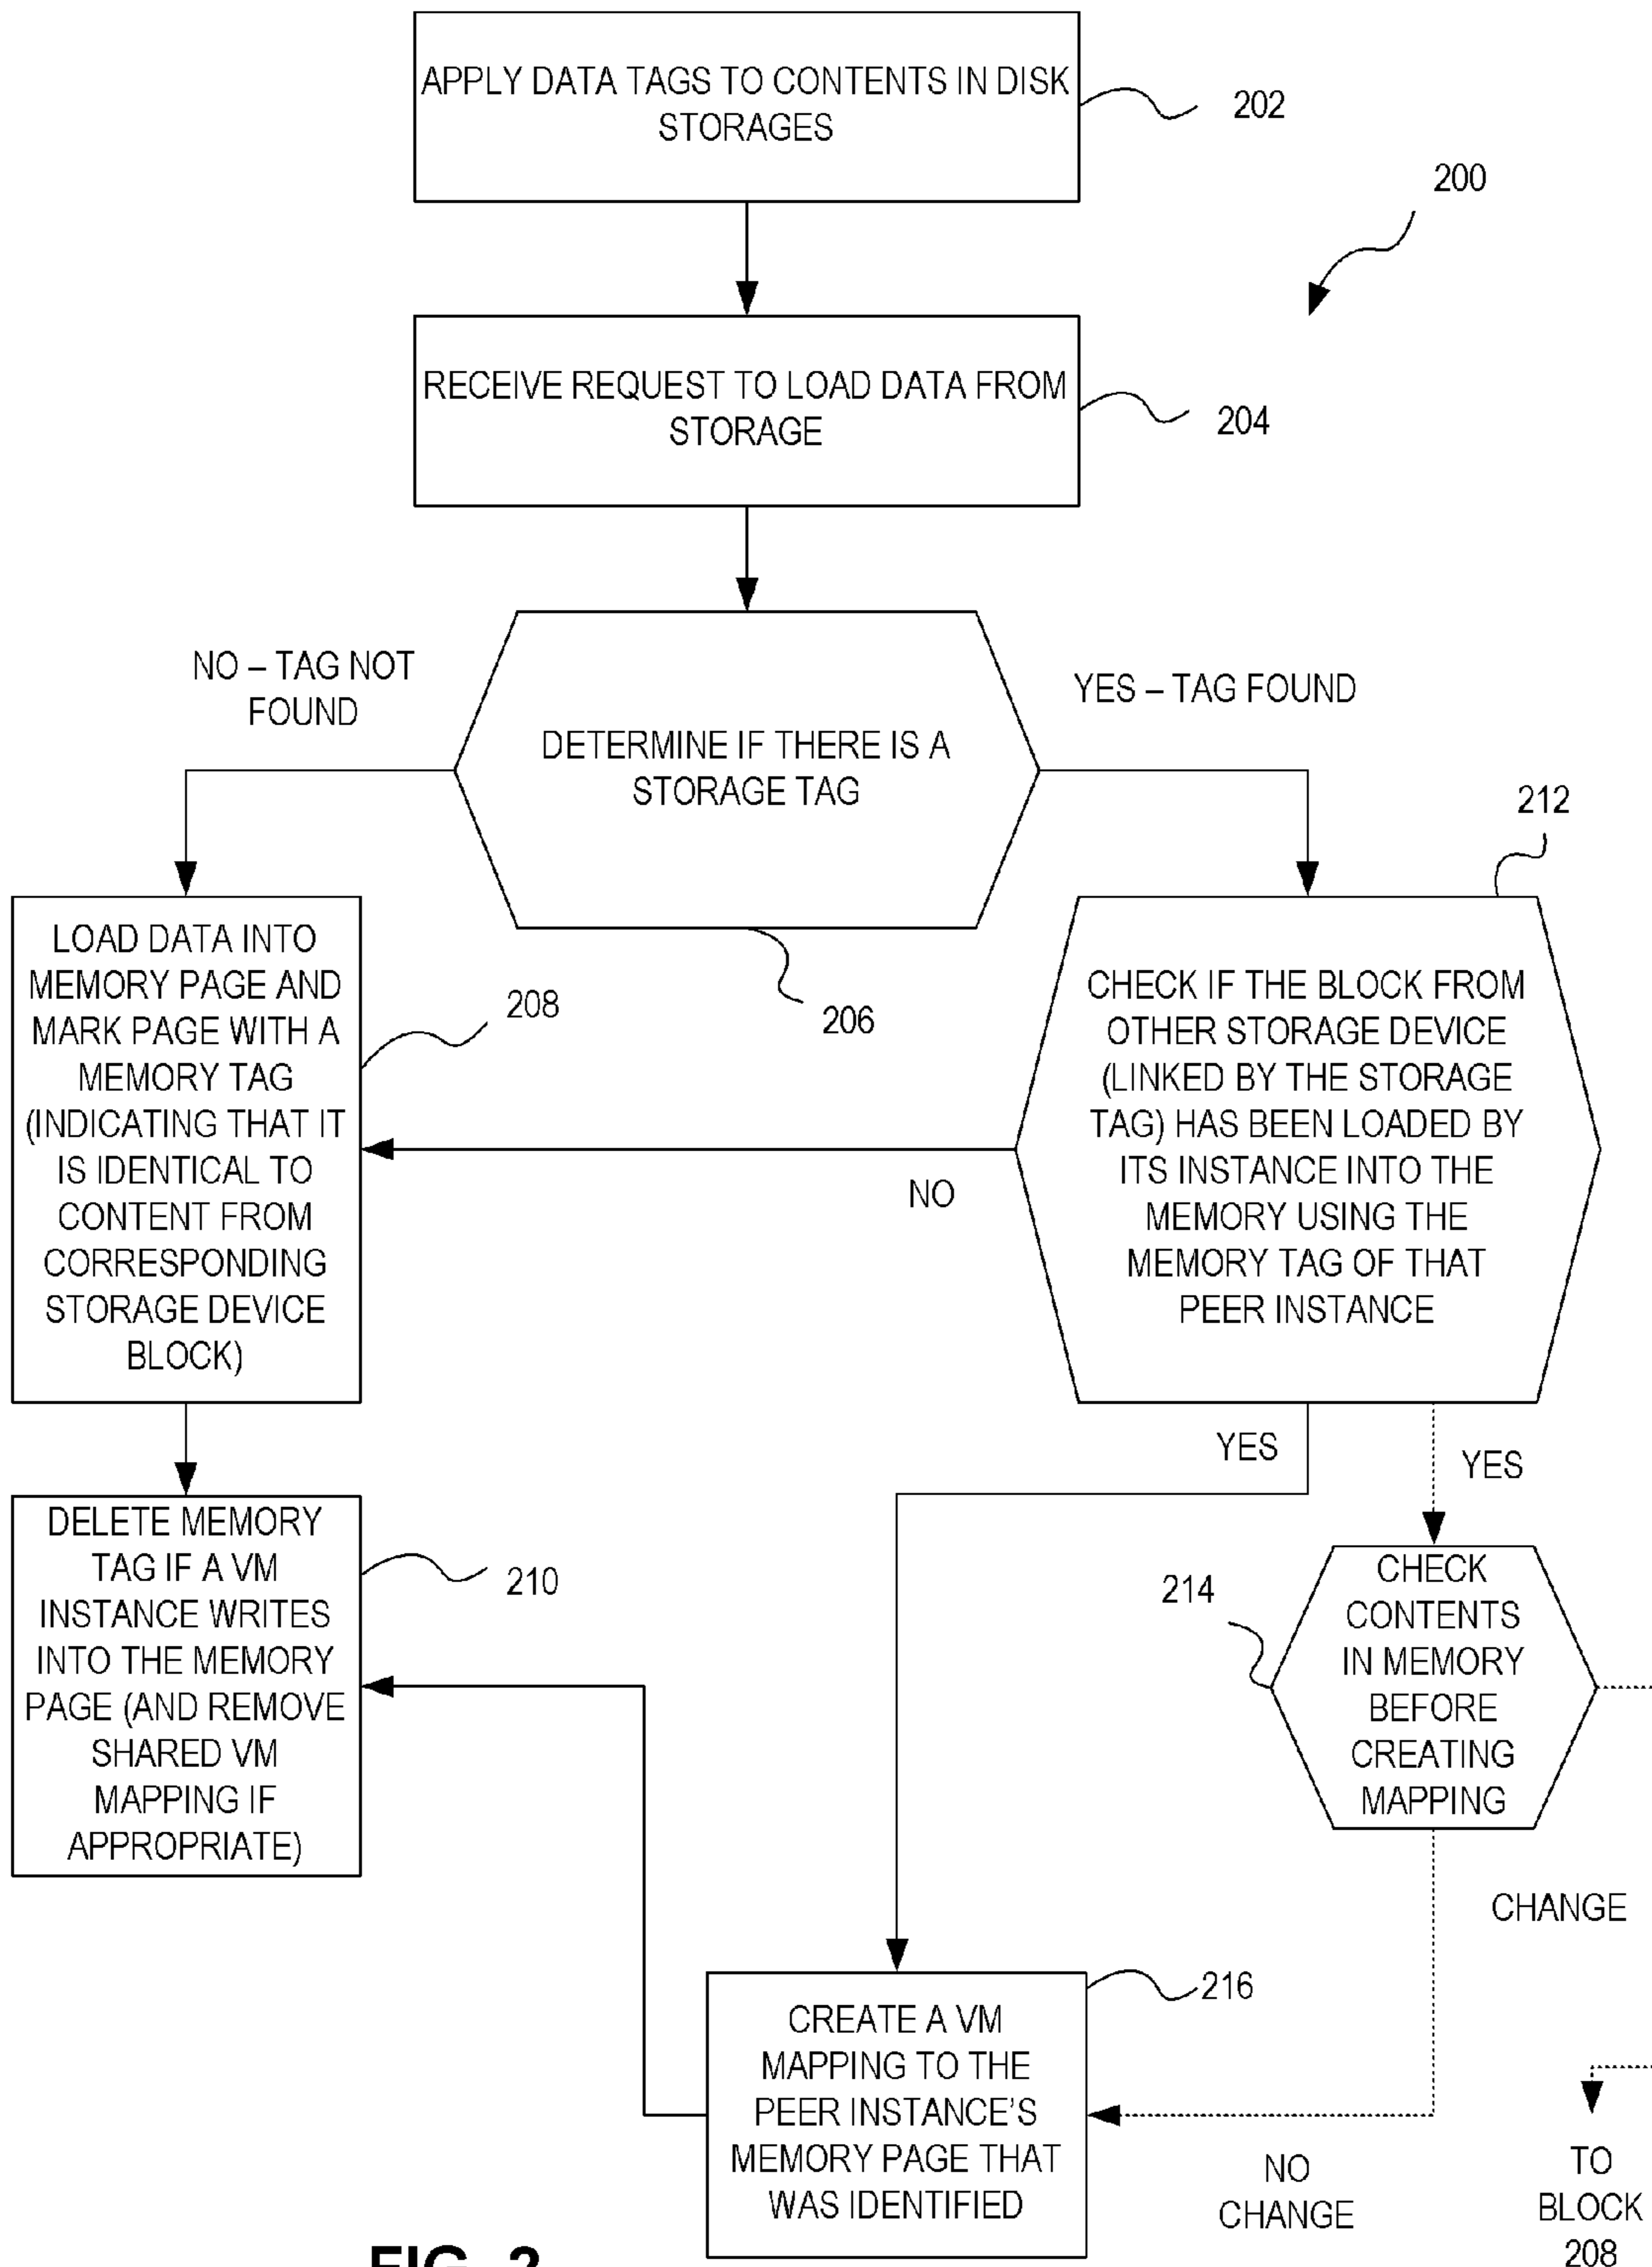 APPLY DATA TAGS TO CONTENTS IN DISK
STORAGES
202
200
RECEIVE REQUEST TO LOAD DATA FROM
STORAGE
204
NO – TAG NOT
FOUND
YES – TAG FOUND
DETERMINE IF THERE IS A
STORAGE TAG
206
212
LOAD DATA INTO
MEMORY PAGE AND
MARK PAGE WITH A
MEMORY TAG
(INDICATING THAT IT
IS IDENTICAL TO
CONTENT FROM
CORRESPONDING
STORAGE DEVICE
BLOCK)
208
CHECK IF THE BLOCK FROM
OTHER STORAGE DEVICE
(LINKED BY THE STORAGE
TAG) HAS BEEN LOADED BY
ITS INSTANCE INTO THE
MEMORY USING THE
MEMORY TAG OF THAT
PEER INSTANCE
NO
YES
YES
DELETE MEMORY
TAG IF A VM
INSTANCE WRITES
INTO THE MEMORY
PAGE (AND REMOVE
SHARED VM
MAPPING IF
APPROPRIATE)
210
214
CHECK
CONTENTS
IN MEMORY
BEFORE
CREATING
MAPPING
CHANGE
216
CREATE A VM
MAPPING TO THE
PEER INSTANCE'S
MEMORY PAGE THAT
WAS IDENTIFIED
NO
CHANGE
TO
BLOCK
208
FIG. 2